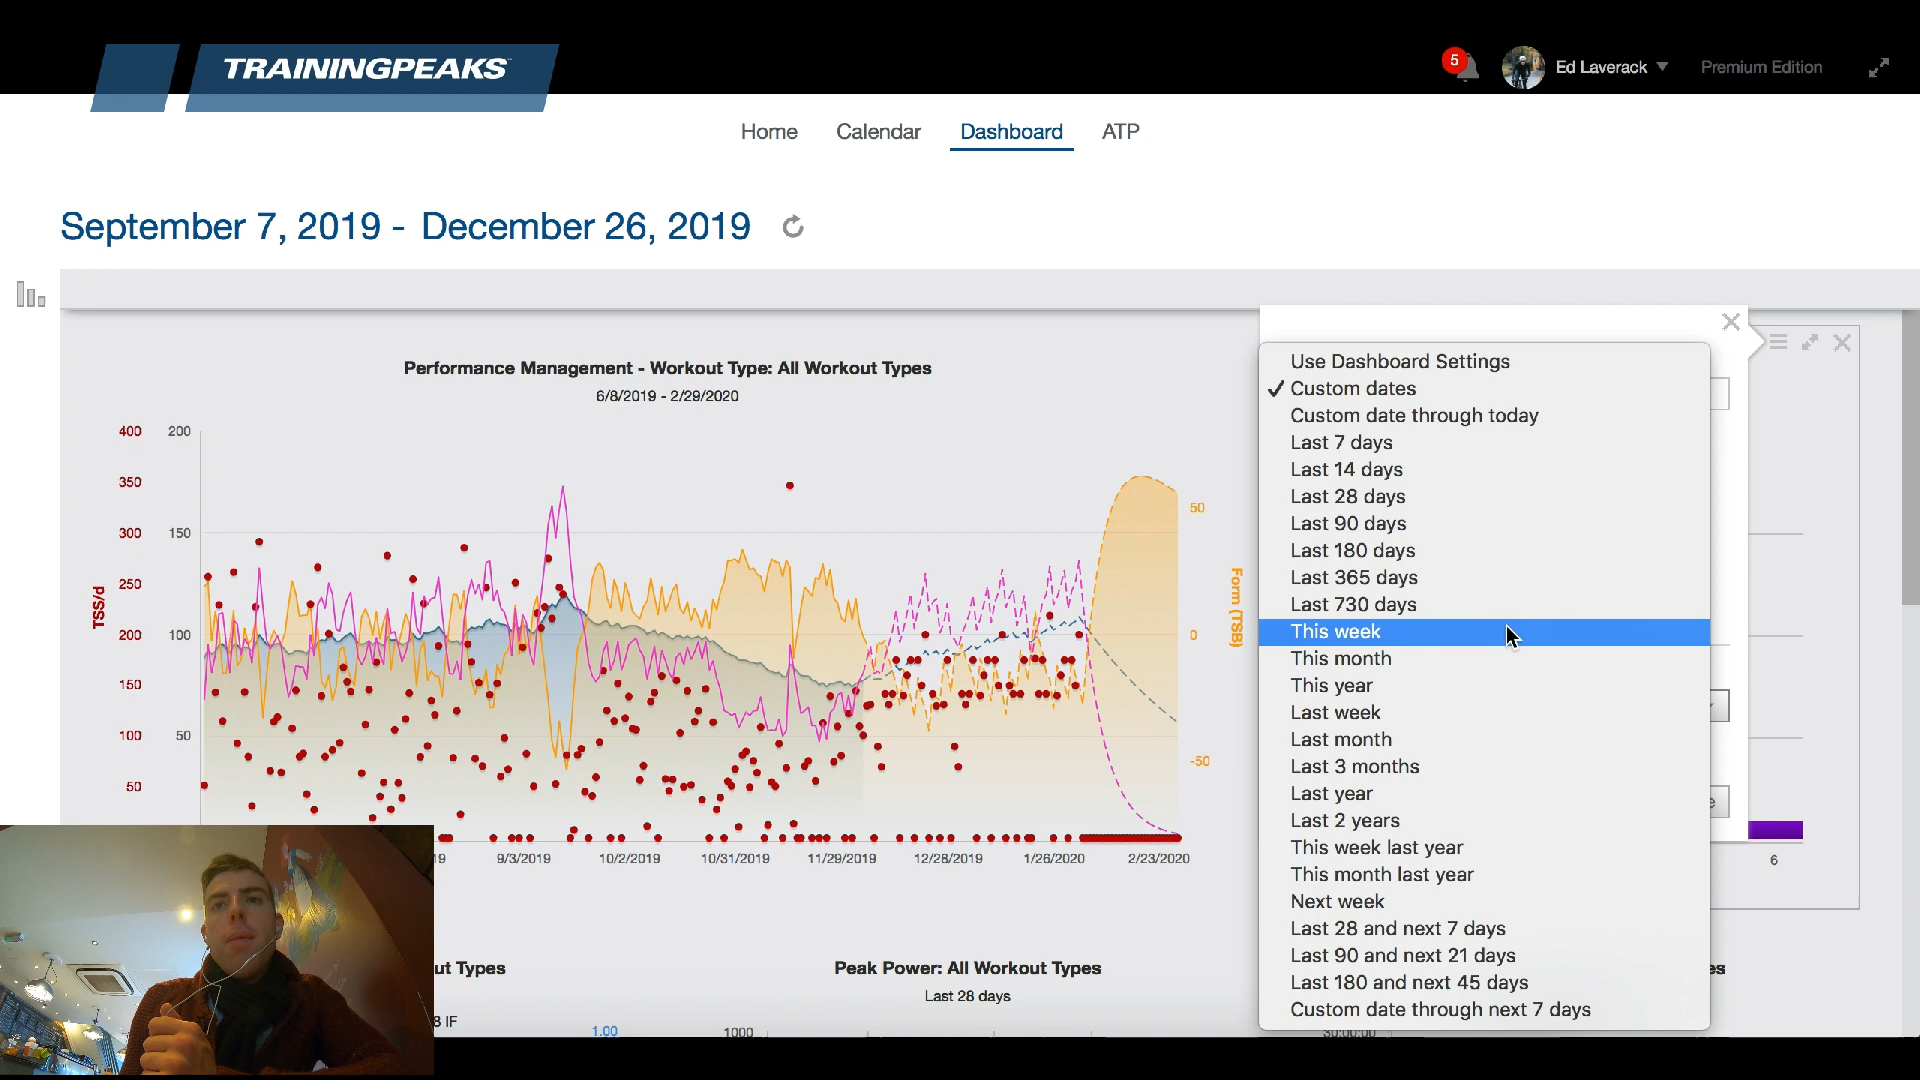 TRAININGPEAKS
5
Ed Laverack
Premium Edition
Home
Calendar
Dashboard
ATP
September 7, 2019 - December 26, 2019
Performance Management - Workout Type: All Workout Types
6/8/2019 - 2/29/2020
400
350
300
250
200
150
100
50
TSS/d
200
150
100
50
50
0
-50
Form (TSB)
9/3/2019
10/2/2019
10/31/2019
11/29/2019
12/28/2019
1/26/2020
2/23/2020
Use Dashboard Settings
✓ Custom dates
Custom date through today
Last 7 days
Last 14 days
Last 28 days
Last 90 days
Last 180 days
Last 365 days
Last 730 days
This week
This month
This year
Last week
Last month
Last 3 months
Last year
Last 2 years
This week last year
This month last year
Next week
Last 28 and next 7 days
Last 90 and next 21 days
Last 180 and next 45 days
Custom date through next 7 days
6
ut Types
8 IF
1.00
Peak Power: All Workout Types
Last 28 days
1000